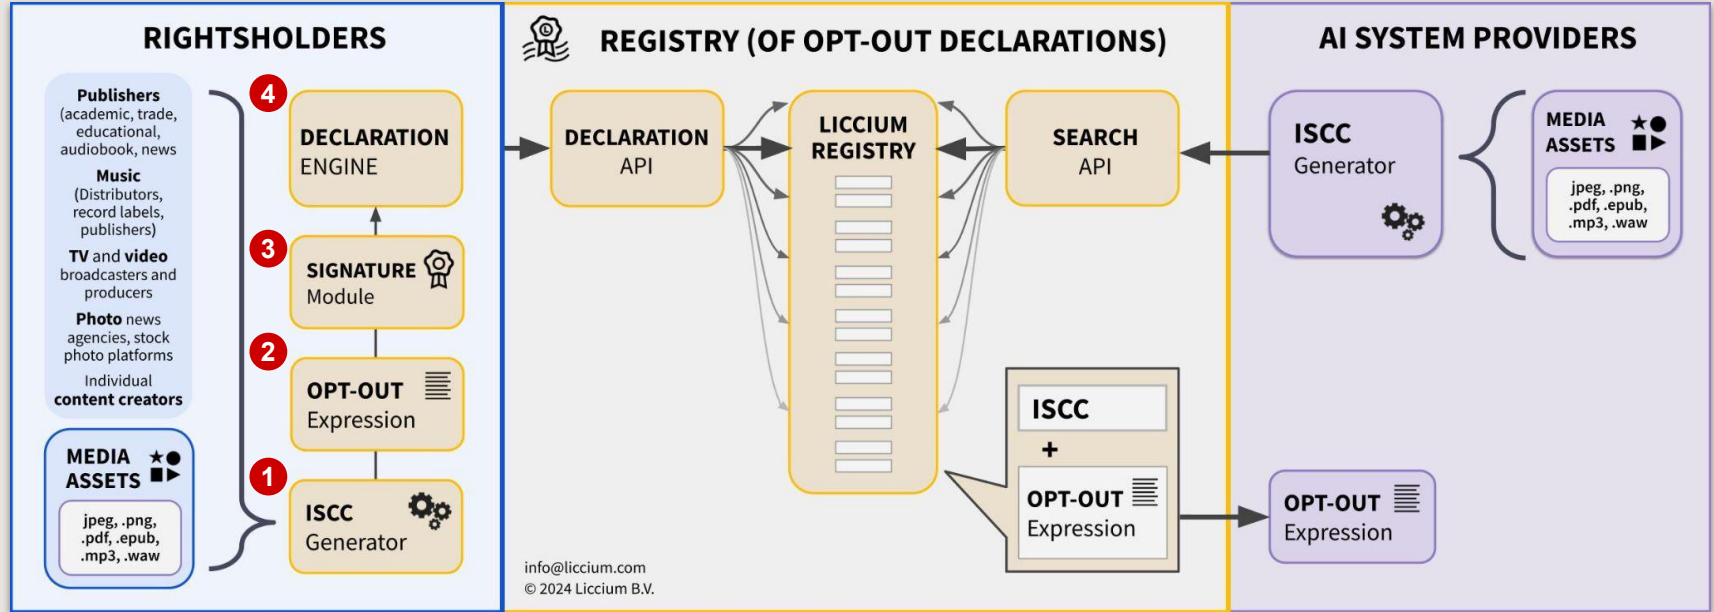 RIGHTSHOLDERS
Publishers
(academic, trade,
educational,
audiobook, news
Music
(Distributors,
record labels,
publishers)
TV and video
broadcasters and
producers
Photo news
agencies, stock
photo platforms
Individual
content creators
MEDIA
ASSETS
jpeg, .png,
.pdf, .epub,
.mp3, .waw
4
DECLARATION
ENGINE
3
SIGNATURE
Module
2
OPT-OUT
Expression
1
ISCC
Generator
REGISTRY (OF OPT-OUT DECLARATIONS)
DECLARATION
API
LICCIUM
REGISTRY
SEARCH
API
ISCC
+
OPT-OUT
Expression
info@liccium.com
© 2024 Liccium B.V.
AI SYSTEM PROVIDERS
ISCC
Generator
MEDIA
ASSETS
jpeg, .png,
.pdf, .epub,
.mp3, .waw
OPT-OUT
Expression